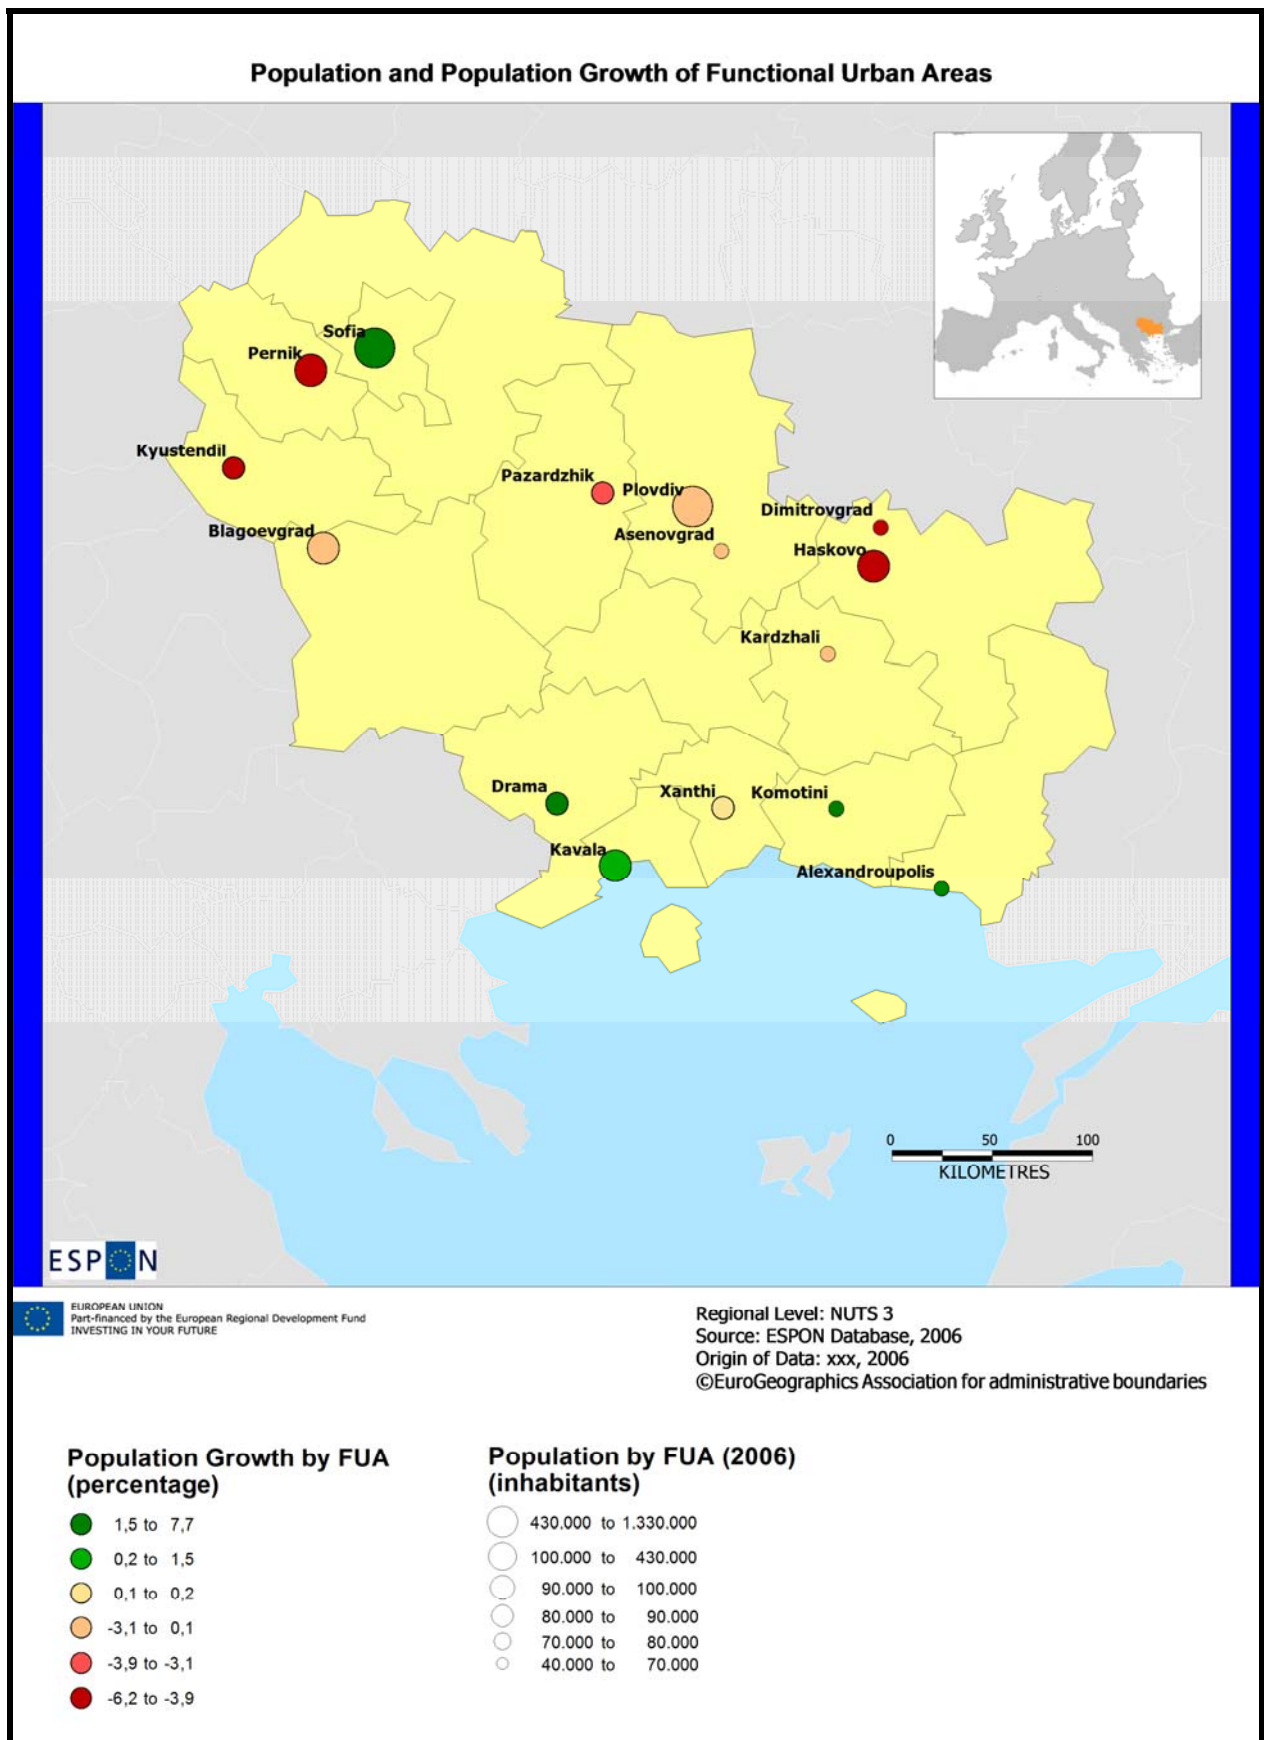 Population and Population Growth of Functional Urban Areas
Sofia
Pernik
Kyustendil
Pazardzhik
Plovdiv
Dimitrovgrad
Blagoevgrad
Asenovgrad
Haskovo
Kardzhali
Drama
Xanthi
Komotini
Kavala
Alexandroupolis
0 50 100
KILOMETRES
ESPON
EUROPEAN UNION
Part-financed by the European Regional Development Fund
INVESTING IN YOUR FUTURE
Regional Level: NUTS 3
Source: ESPON Database, 2006
Origin of Data: xxx, 2006
©EuroGeographics Association for administrative boundaries
Population Growth by FUA
(percentage)
1,5 to 7,7
0,2 to 1,5
0,1 to 0,2
-3,1 to 0,1
-3,9 to -3,1
-6,2 to -3,9
Population by FUA (2006)
(inhabitants)
430.000 to 1.330.000
100.000 to 430.000
90.000 to 100.000
80.000 to 90.000
70.000 to 80.000
40.000 to 70.000